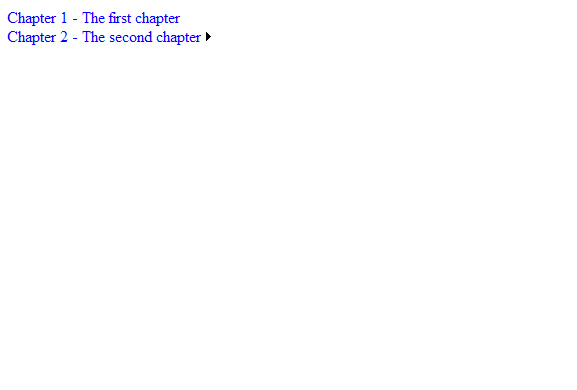 Chapter 1 - The first chapter
Chapter 2 - The second chapter